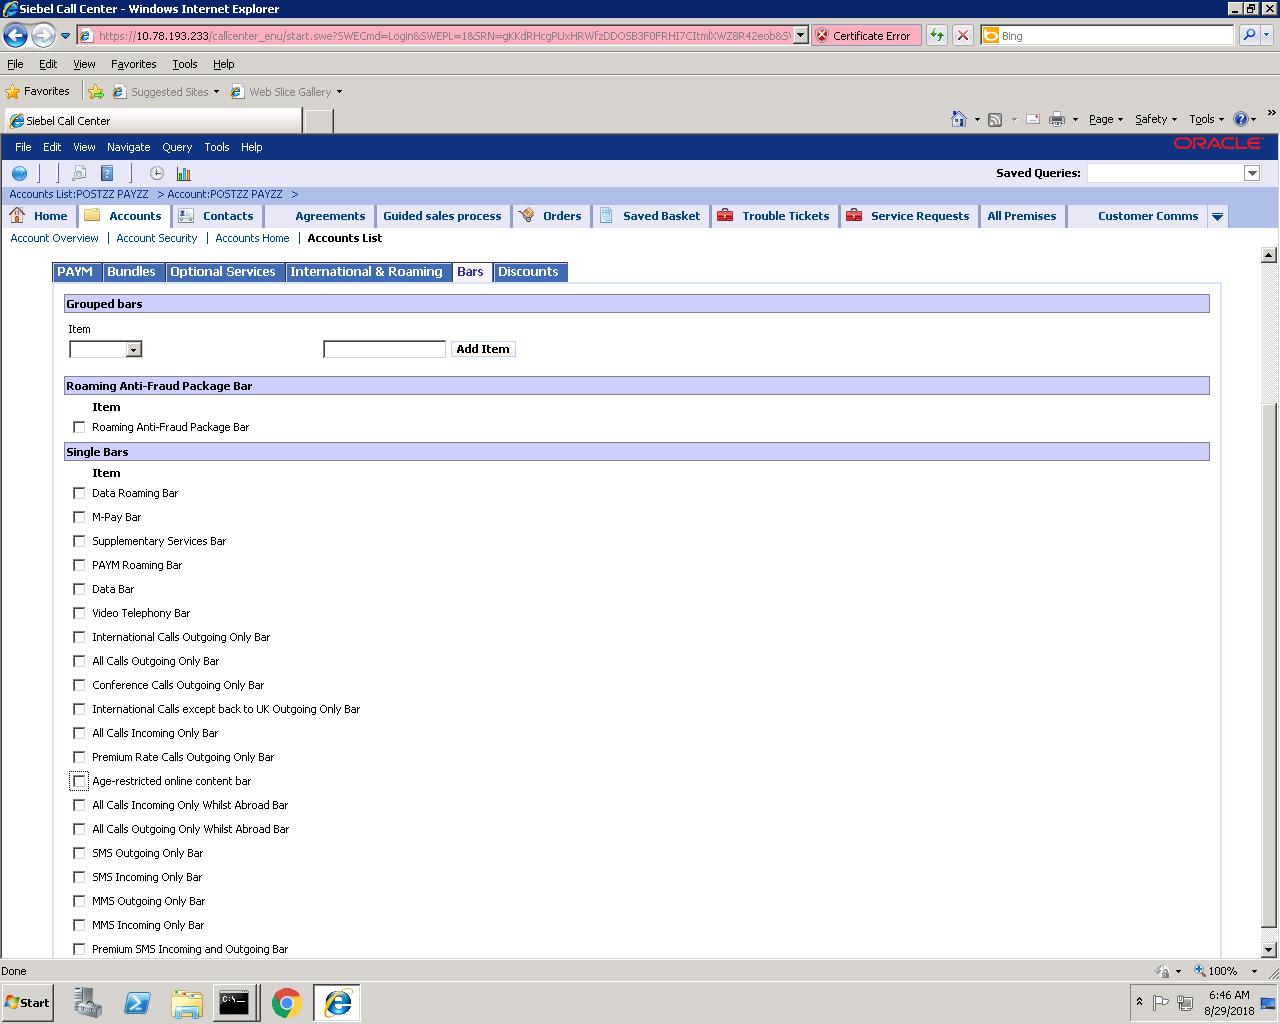 Siebel Call Center - Windows Internet Explorer
https://10.78.193.233/callcenter_enu/start.swe?SWECmd=Login&SWEPL=1&SRN=
Certificate Error
Bing
File Edit View Favorites Tools Help
Favorites Suggested Sites Web Slice Gallery
Siebel Call Center
Page Safety Tools
File Edit View Navigate Query Tools Help
ORACLE
Saved Queries:
Accounts List:POSTZZ PAYZZ > Account:POSTZZ PAYZZ >
Home Accounts Contacts Agreements Guided sales process Orders Saved Basket Trouble Tickets Service Requests All Premises Customer Comms
Account Overview | Account Security | Accounts Home | Accounts List
PAYM Bundles Optional Services International & Roaming Bars Discounts
Grouped bars
Item
Add Item
Roaming Anti-Fraud Package Bar
Item
Roaming Anti-Fraud Package Bar
Single Bars
Item
Data Roaming Bar
M-Pay Bar
Supplementary Services Bar
PAYM Roaming Bar
Data Bar
Video Telephony Bar
International Calls Outgoing Only Bar
All Calls Outgoing Only Bar
Conference Calls Outgoing Only Bar
International Calls except back to UK Outgoing Only Bar
All Calls Incoming Only Bar
Premium Rate Calls Outgoing Only Bar
Age-restricted online content bar
All Calls Incoming Only Whilst Abroad Bar
All Calls Outgoing Only Whilst Abroad Bar
SMS Outgoing Only Bar
SMS Incoming Only Bar
MMS Outgoing Only Bar
MMS Incoming Only Bar
Premium SMS Incoming and Outgoing Bar
Done
100%
Start
C:\.
6:46 AM
8/29/2018